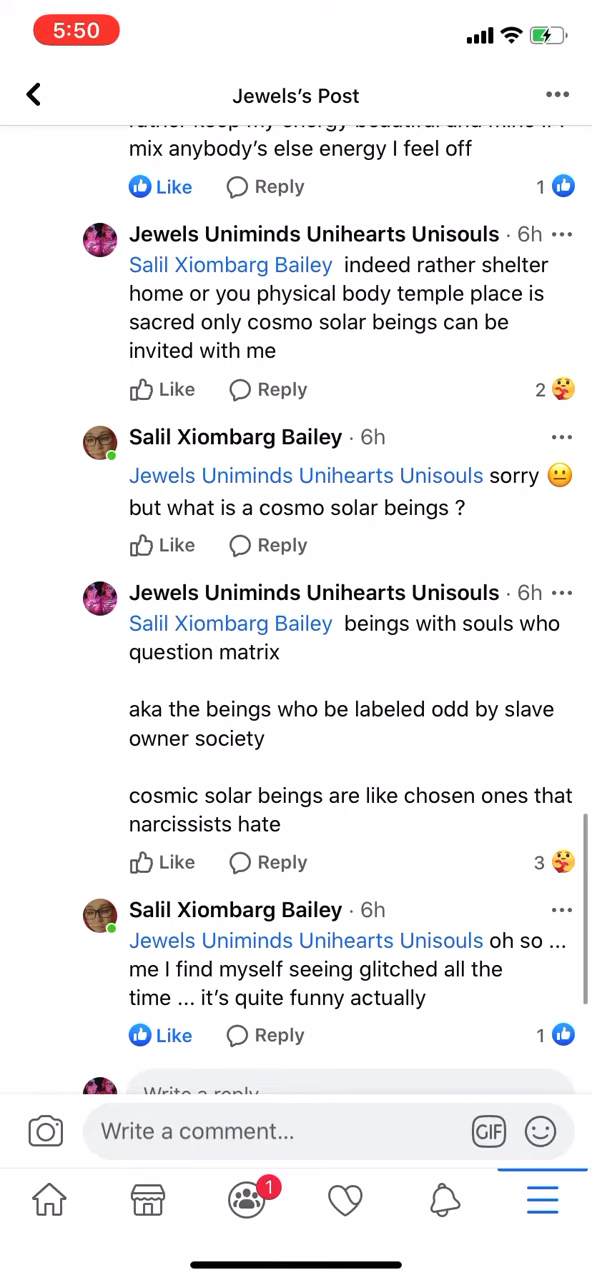 5:50
Jewels's Post
mix anybody's else energy I feel off
Like Reply 1
Jewels Uniminds Unihearts Unisouls · 6h
Salil Xiombarg Bailey indeed rather shelter
home or you physical body temple place is
sacred only cosmo solar beings can be
invited with me
Like Reply 2
Salil Xiombarg Bailey · 6h
Jewels Uniminds Unihearts Unisouls sorry 😐
but what is a cosmo solar beings ?
Like Reply
Jewels Uniminds Unihearts Unisouls · 6h
Salil Xiombarg Bailey beings with souls who
question matrix
aka the beings who be labeled odd by slave
owner society
cosmic solar beings are like chosen ones that
narcissists hate
Like Reply 3
Salil Xiombarg Bailey · 6h
Jewels Uniminds Unihearts Unisouls oh so ...
me I find myself seeing glitched all the
time ... it's quite funny actually
Like Reply 1
Write a reply
Write a comment...
GIF
1